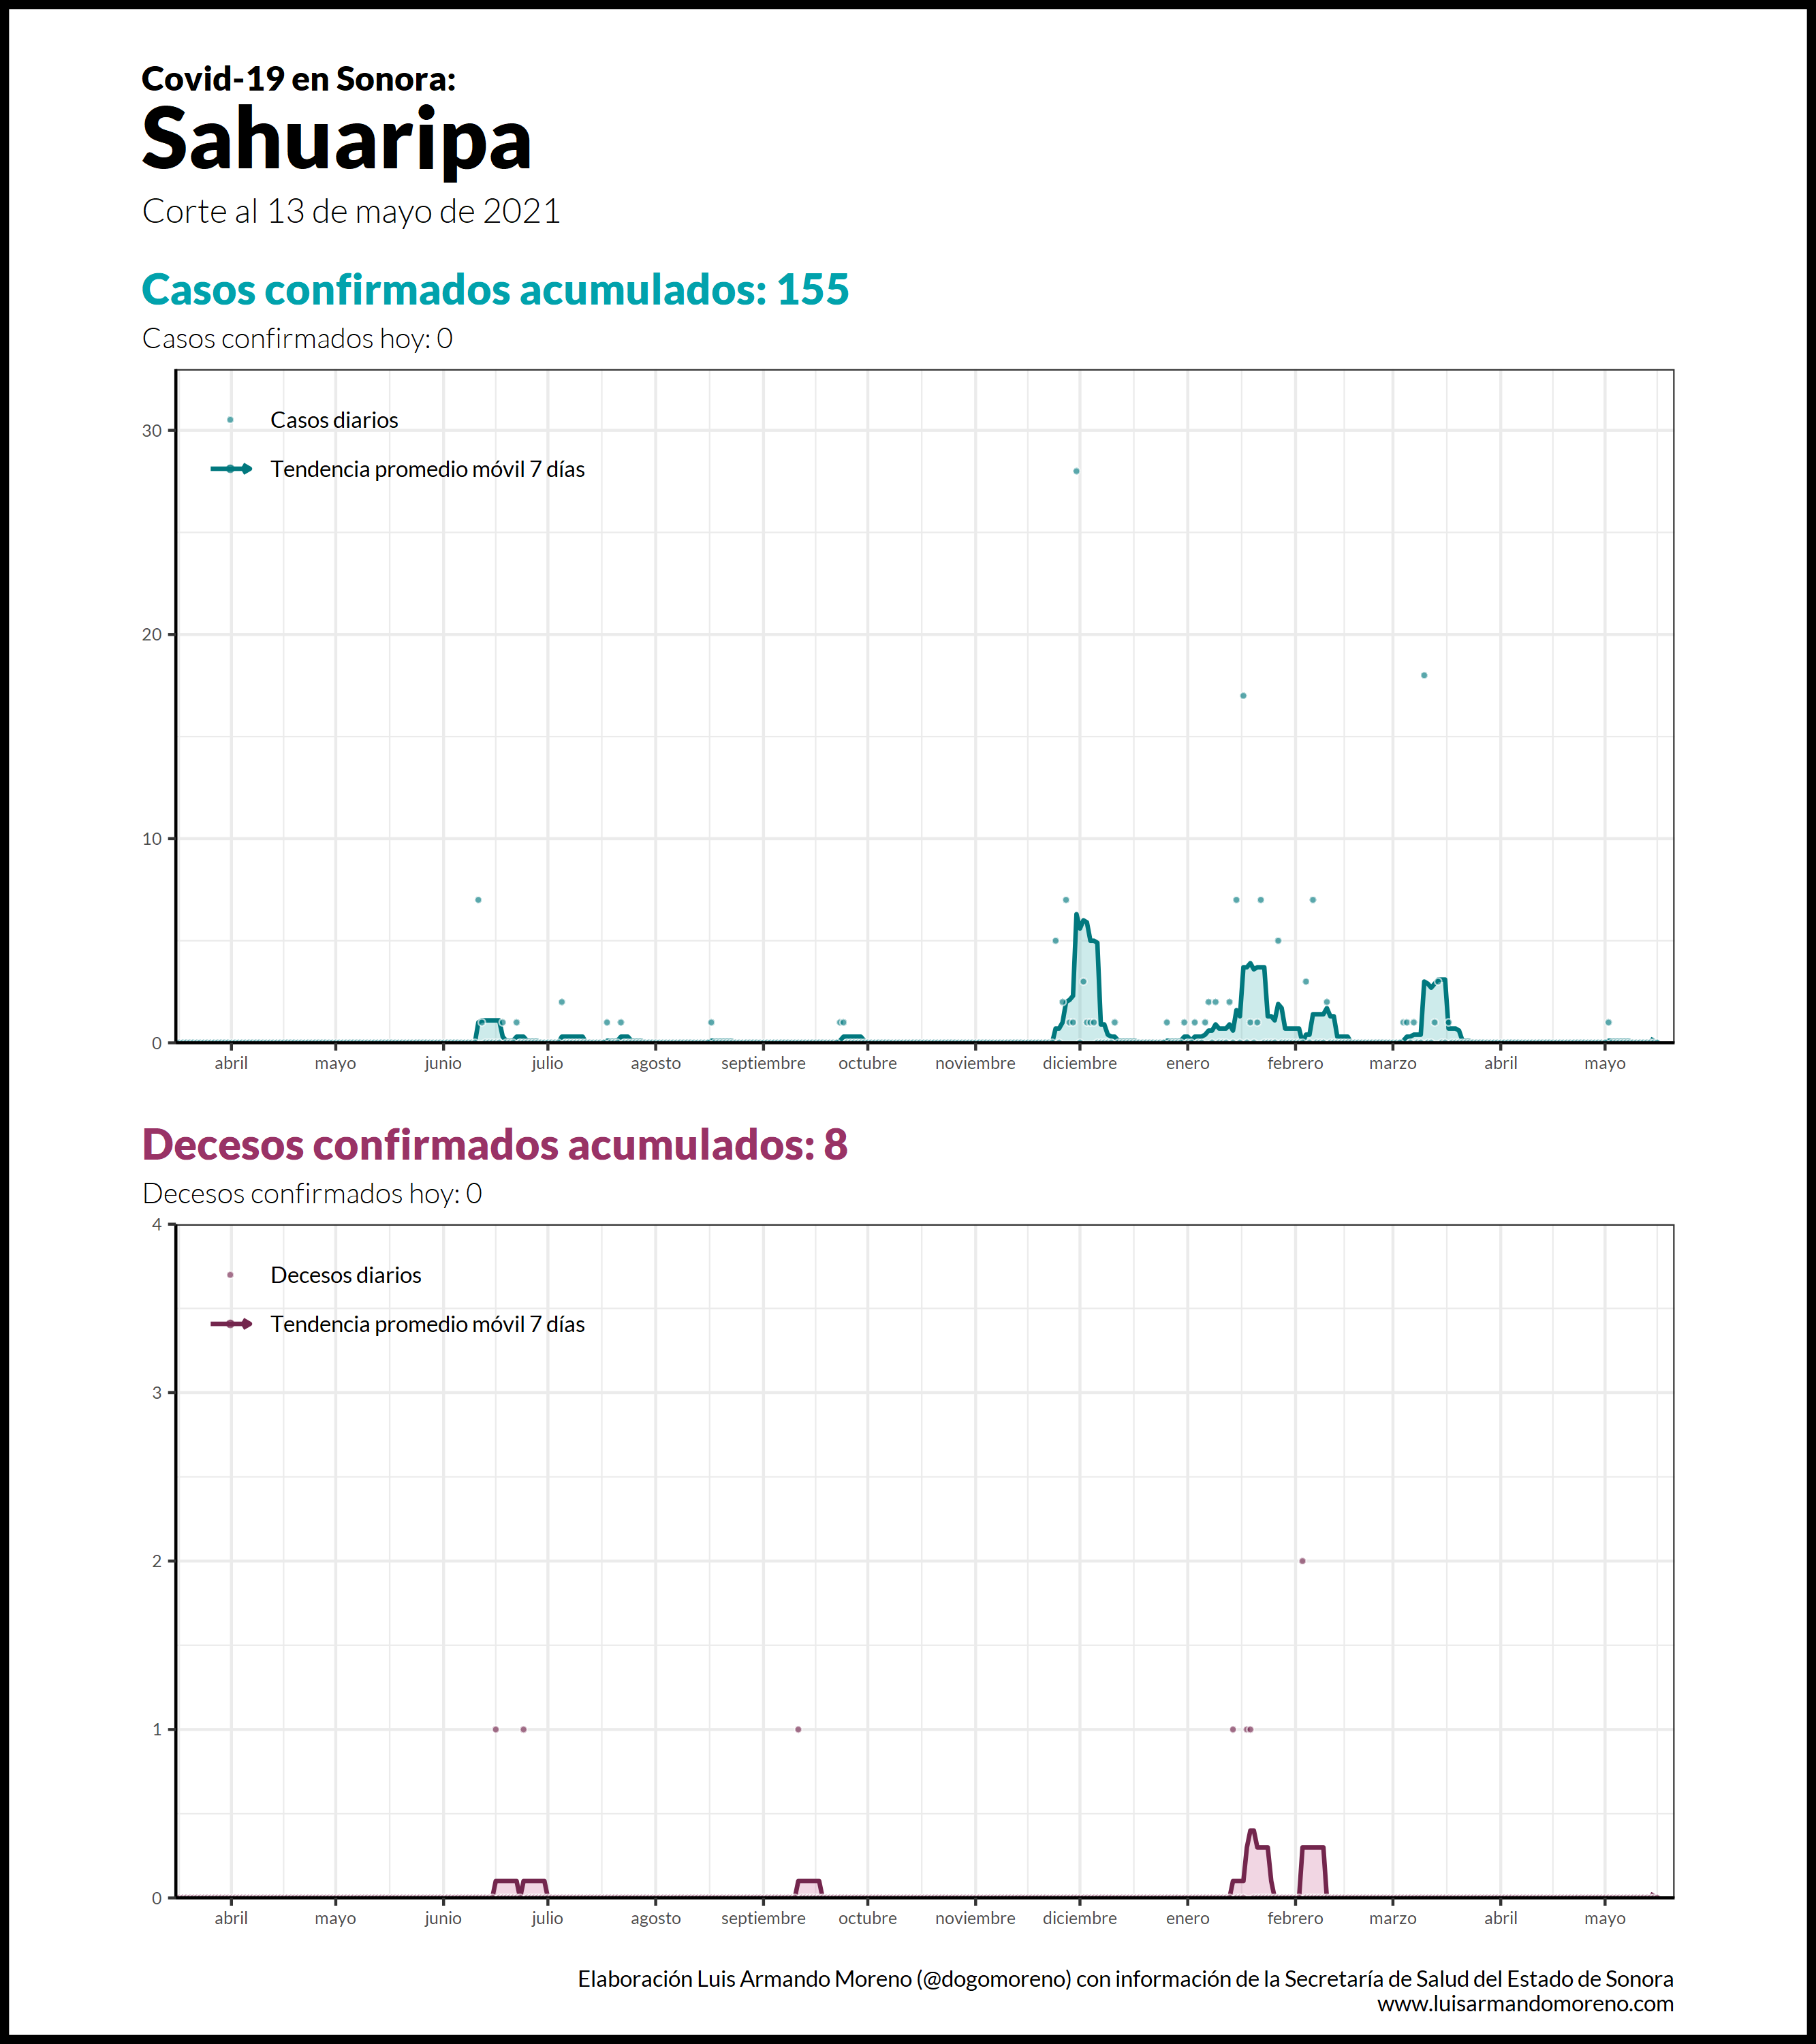 Covid-19 en Sonora:
Sahuaripa
Corte al 13 de mayo de 2021
Casos confirmados acumulados: 155
Casos confirmados hoy: 0
30
20
10
0
Casos diarios
Tendencia promedio móvil 7 días
abril mayo junio julio agosto septiembre octubre noviembre diciembre enero febrero marzo abril mayo
Decesos confirmados acumulados: 8
Decesos confirmados hoy: 0
4
3
2
1
0
Decesos diarios
Tendencia promedio móvil 7 días
abril mayo junio julio agosto septiembre octubre noviembre diciembre enero febrero marzo abril mayo
Elaboración Luis Armando Moreno (@dogomoreno) con información de la Secretaría de Salud del Estado de Sonora
www.luisarmandomoreno.com